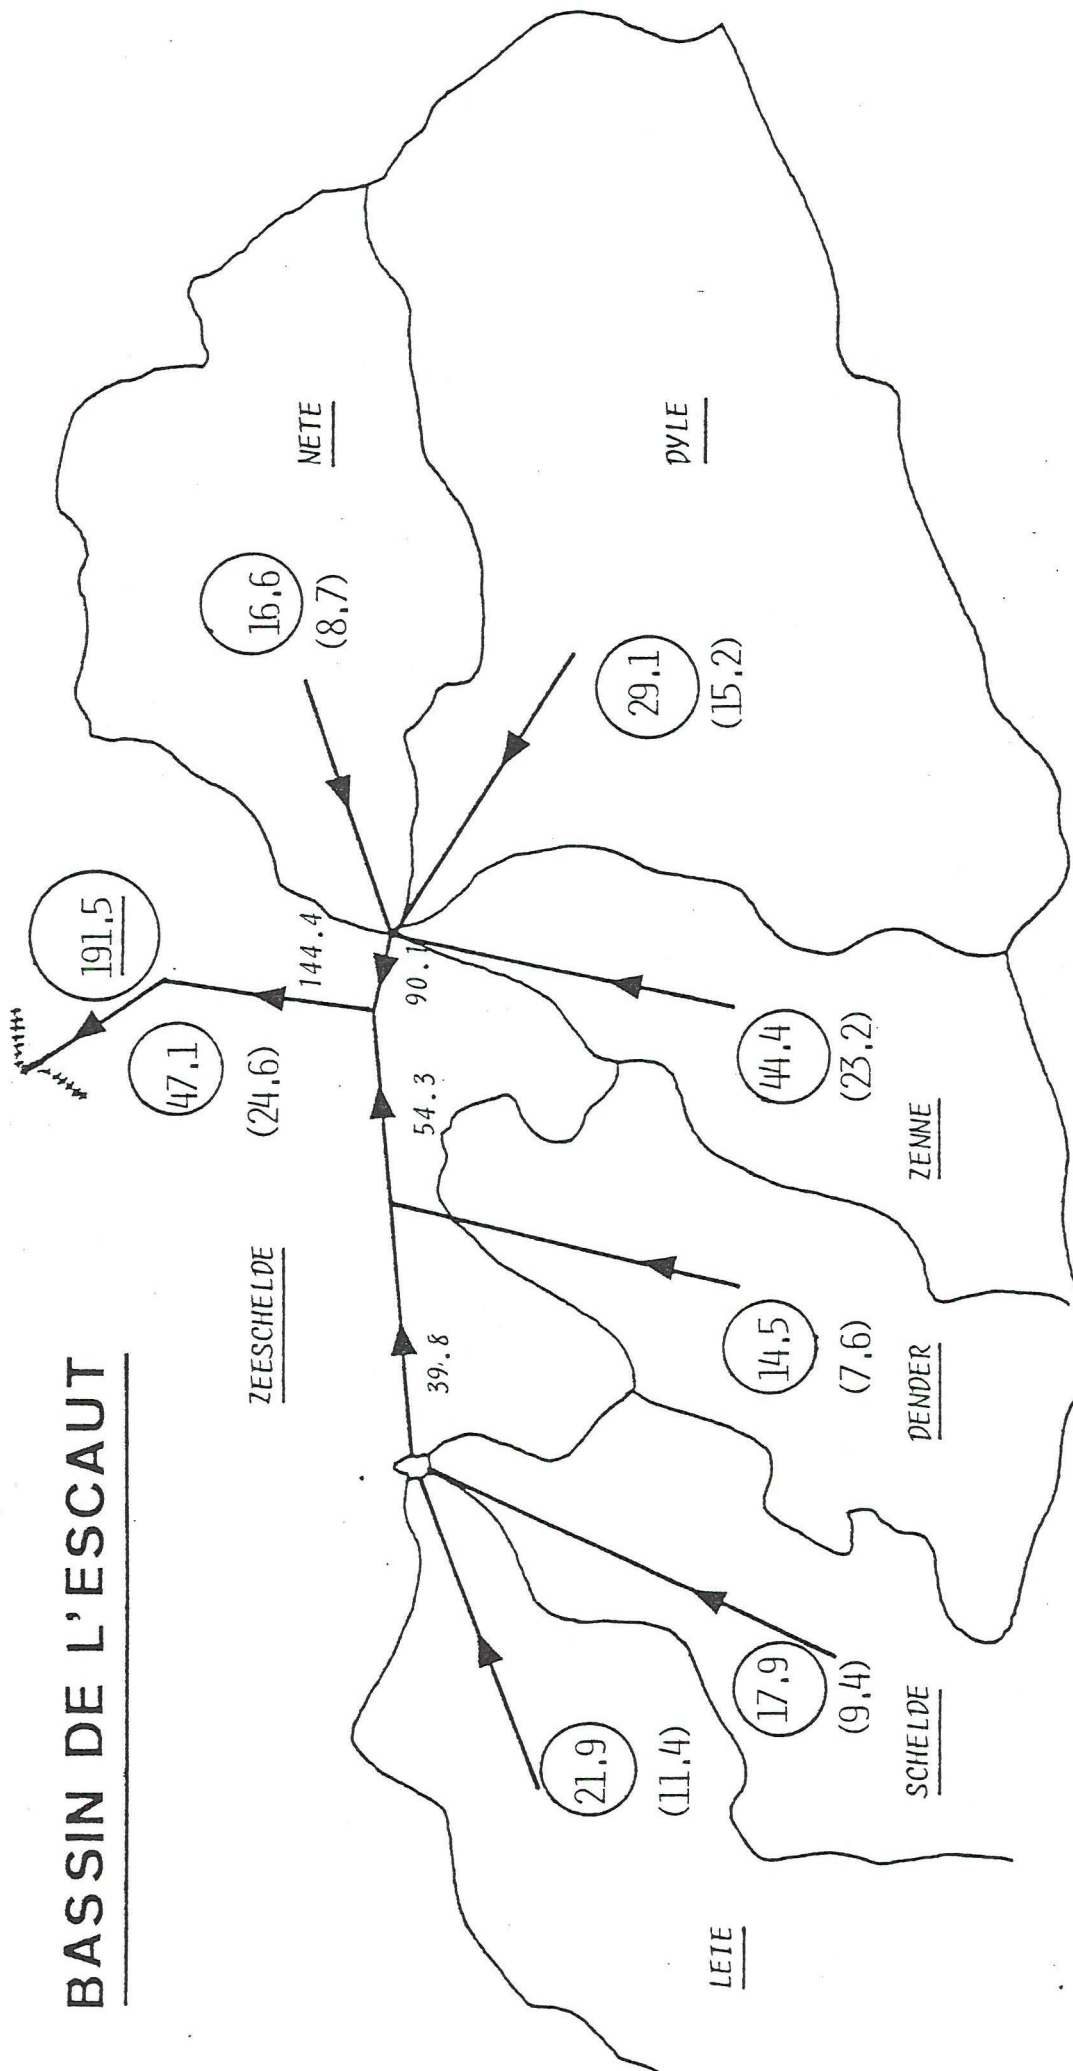 BASSIN DE L'ESCAUT
191.5
47.1
(24.6)
144.4
ZEESCHELDE
16.6
(8.7)
NETE
39.8
54.3
90.1
29.1
(15.2)
DYLE
21.9
(11.4)
LEIE
17.9
(9.4)
SCHELDE
14.5
(7.6)
DENDER
44.4
(23.2)
ZENNE